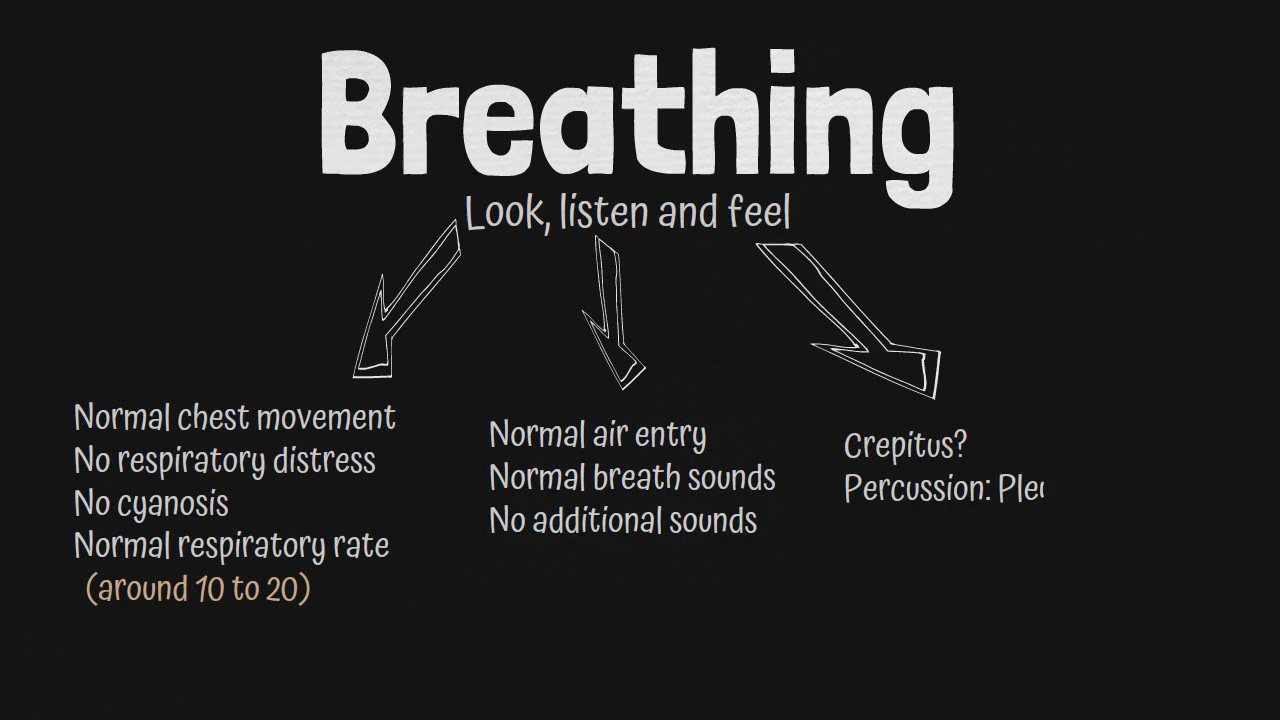 Breathing
Look, listen and feel
Normal chest movement
No respiratory distress
No cyanosis
Normal respiratory rate
(around 10 to 20)
Normal air entry
Normal breath sounds
No additional sounds
Crepitus?
Percussion: